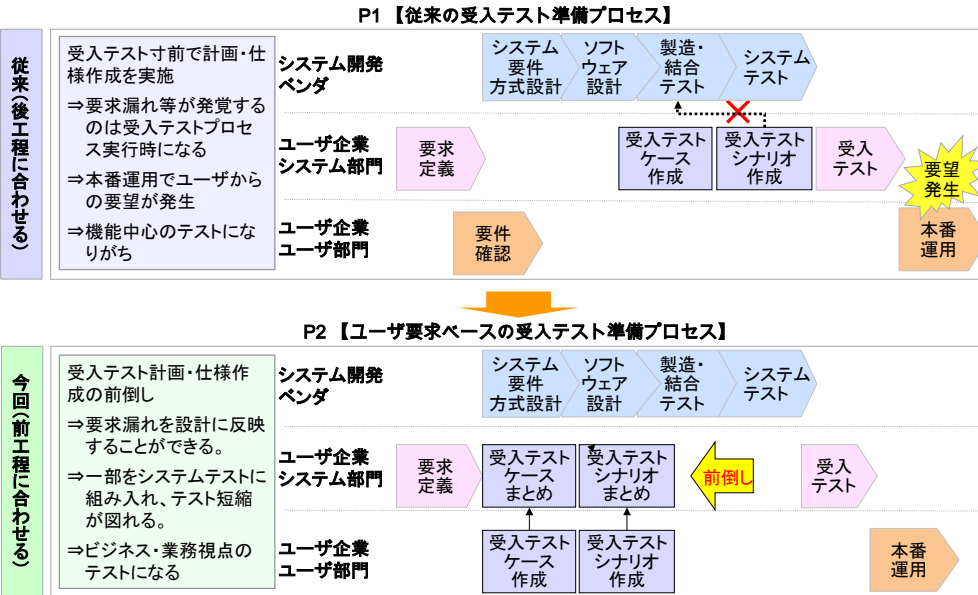 P1 【従来の受入テスト準備プロセス】
従来(後工程に合わせる)
受入テスト寸前で計画・仕
様作成を実施
⇒要求漏れ等が発覚する
のは受入テストプロセ
ス実行時になる
⇒本番運用でユーザから
の要望が発生
⇒機能中心のテストにな
りがち
システム開発
ベンダ
システム
要件
方式設計
ソフト
ウェア
設計
製造・
結合
テスト
システム
テスト
ユーザ企業
システム部門
要求
定義
受入テスト
ケース
作成
受入テスト
シナリオ
作成
受入
テスト
要望
発生
ユーザ企業
ユーザ部門
要件
確認
本番
運用
P2 【ユーザ要求ベースの受入テスト準備プロセス】
今回(前工程に合わせる)
受入テスト計画・仕様作
成の前倒し
⇒要求漏れを設計に反映
することができる。
⇒一部をシステムテストに
組み入れ、テスト短縮
が図れる。
⇒ビジネス・業務視点の
テストになる
システム開発
ベンダ
システム
要件
方式設計
ソフト
ウェア
設計
製造・
結合
テスト
システム
テスト
ユーザ企業
システム部門
要求
定義
受入テスト
ケース
まとめ
受入テスト
シナリオ
まとめ
前倒し
受入
テスト
ユーザ企業
ユーザ部門
受入テスト
ケース
作成
受入テスト
シナリオ
作成
本番
運用